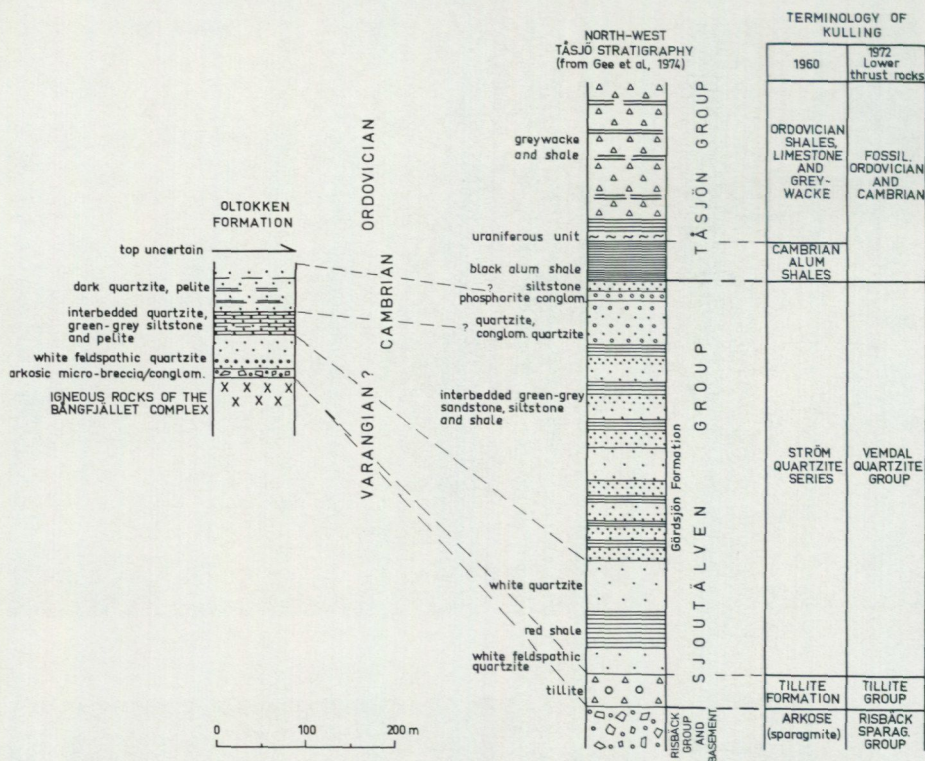 TERMINOLOGY OF
KULLING
1960
1972
Lower
thrust rocks
NORTH-WEST
TÅSJÖ STRATIGRAPHY
(from Gee et al, 1974)
greywacke
and shale
uraniferous unit
black alum shale
siltstone
phosphorite conglom.
?
quartzite,
conglom. quartzite
?
interbedded green-grey
sandstone, siltstone
and shale
white quartzite
red shale
white feldspathic
quartzite
tillite
TÅSJÖN GROUP
SJOUTÄLVEN GROUP
Gördsjön Formation
RISBÄCK
GROUP
AND
BASEMENT
ORDOVICIAN
SHALES,
LIMESTONE
AND
GREY-
WACKE
FOSSIL.
ORDOVICIAN
AND
CAMBRIAN
CAMBRIAN
ALUM
SHALES
STRÖM
QUARTZITE
SERIES
VEMDAL
QUARTZITE
GROUP
TILLITE
FORMATION
TILLITE
GROUP
ARKOSE
(sparagmite)
RISBÄCK
SPARAG.
GROUP
ORDOVICIAN
CAMBRIAN
VARANGIAN ?
OLTOKKEN
FORMATION
top uncertain
dark quartzite, pelite
interbedded quartzite,
green-grey siltstone
and pelite
white feldspathic quartzite
arkosic micro-breccia/conglom.
IGNEOUS ROCKS OF THE
BÅNGFJÄLLET COMPLEX
0 100 200 m